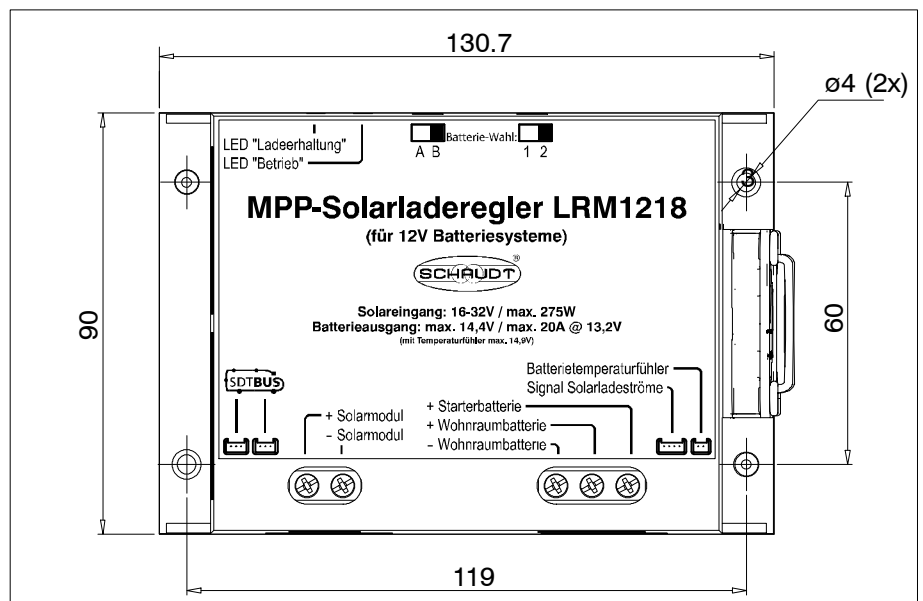 130.7
ø4 (2x)
LED "Ladeerhaltung"
LED "Betrieb"
Batterie-Wahl:
A B
1 2
3
MPP-Solarladeregler LRM1218
(für 12V Batteriesysteme)
SCHAUDT®
Solareingang: 16-32V / max. 275W
Batterieausgang: max. 14,4V / max. 20A @ 13,2V
(mit Temperaturfühler max. 14,9V)
90
60
SDTBUS
Batterietemperaturfühler
Signal Solarladeströme
+ Solarmodul
− Solarmodul
+ Starterbatterie
+ Wohnraumbatterie
− Wohnraumbatterie
119